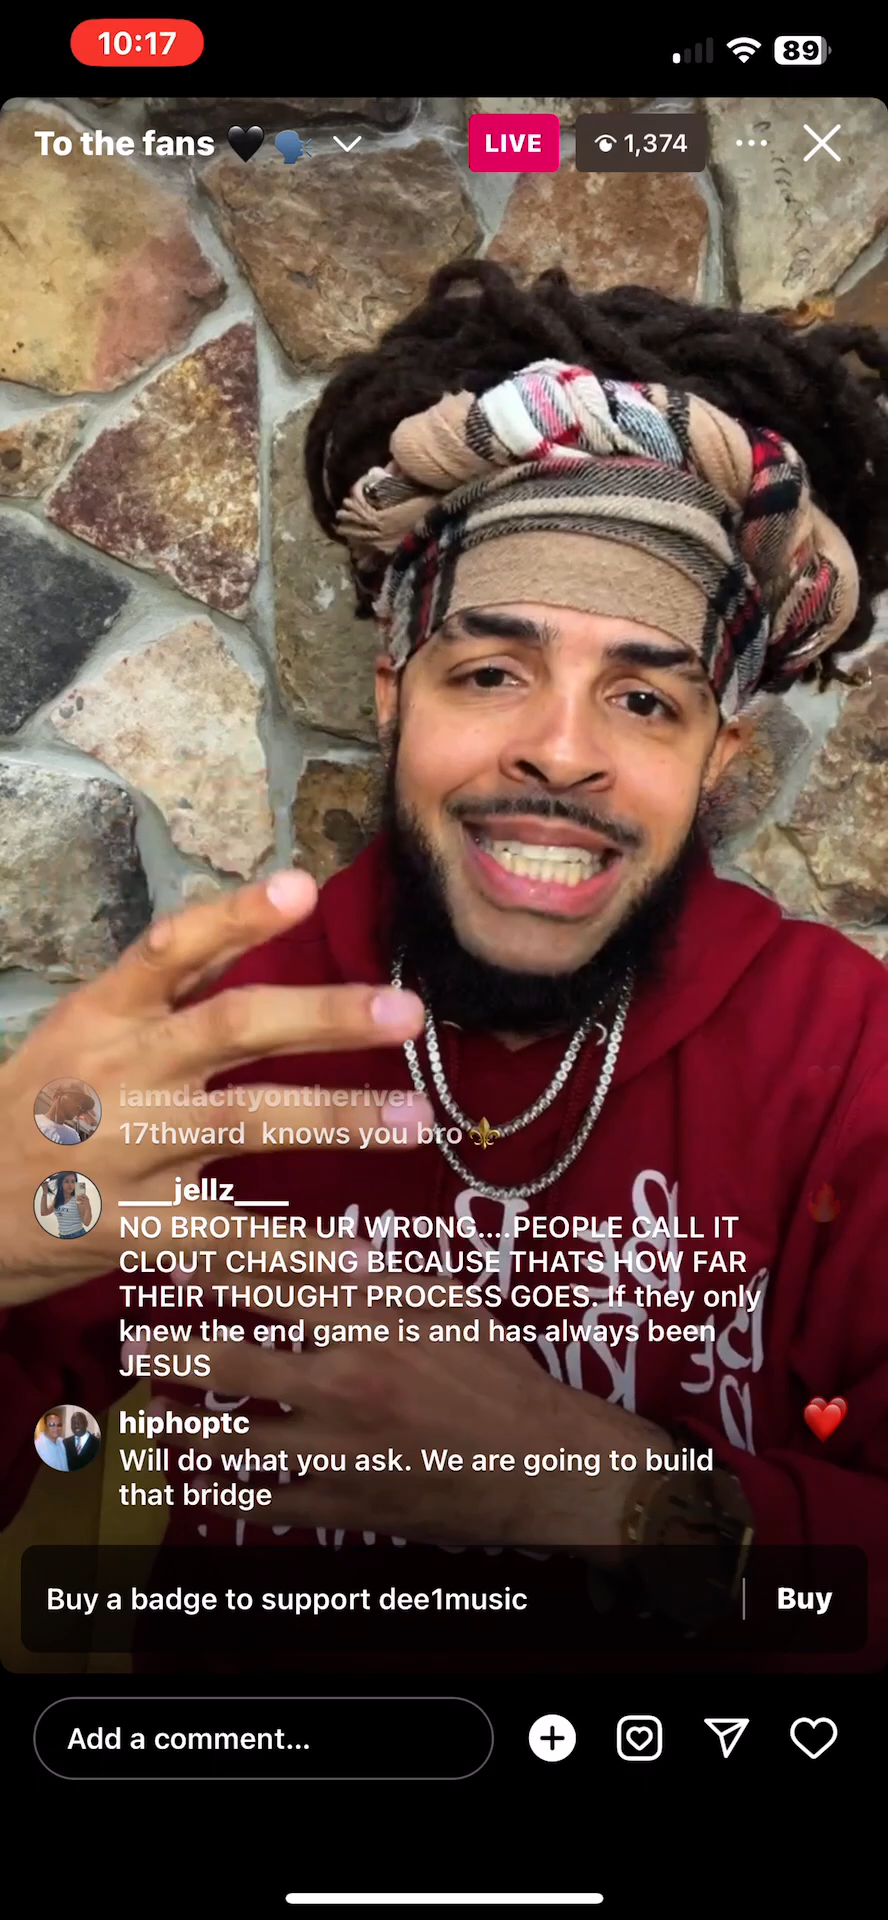 10:17
89
To the fans 🖤 🗣
LIVE
1,374
iamdacityontheriver
17thward knows you bro ⚜
____jellz____
NO BROTHER UR WRONG....PEOPLE CALL IT
CLOUT CHASING BECAUSE THATS HOW FAR
THEIR THOUGHT PROCESS GOES. If they only
knew the end game is and has always been
JESUS
hiphoptc
Will do what you ask. We are going to build
that bridge
Buy a badge to support dee1music
Buy
Add a comment...